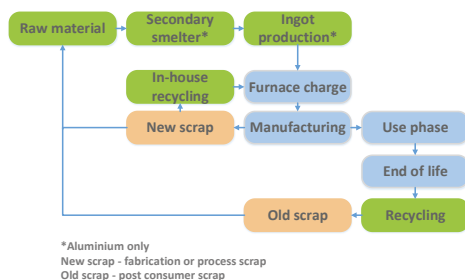 Raw material
Secondary
smelter*
Ingot
production*
In-house
recycling
Furnace charge
New scrap
Manufacturing
Use phase
End of life
Old scrap
Recycling
*Aluminium only
New scrap - fabrication or process scrap
Old scrap - post consumer scrap